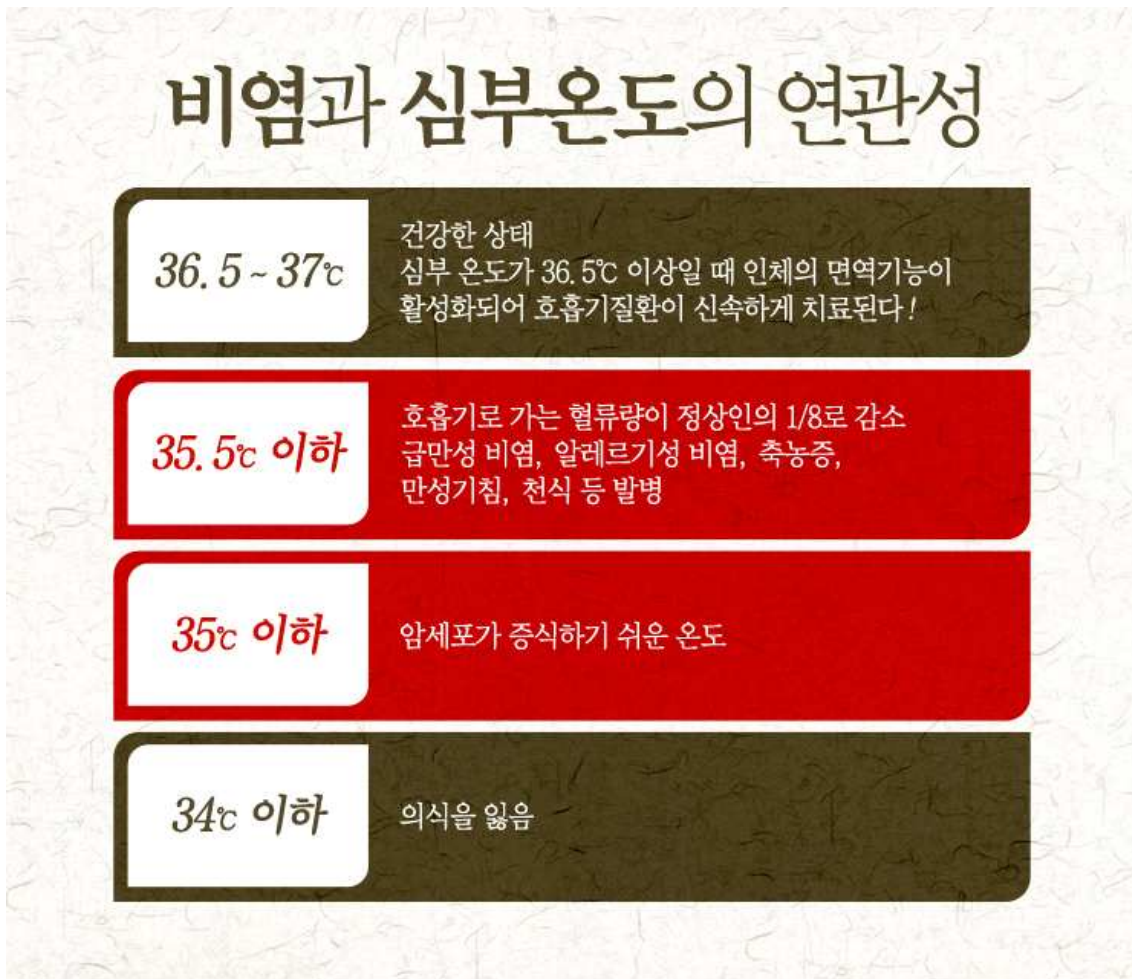 비염과 심부온도의 연관성
36.5~37℃
건강한 상태
심부 온도가 36.5℃ 이상일 때 인체의 면역기능이
활성화되어 호흡기질환이 신속하게 치료된다!
35.5℃ 이하
호흡기로 가는 혈류량이 정상인의 1/8로 감소
급만성 비염, 알레르기성 비염, 축농증,
만성기침, 천식 등 발병
35℃ 이하
암세포가 증식하기 쉬운 온도
34℃ 이하
의식을 잃음